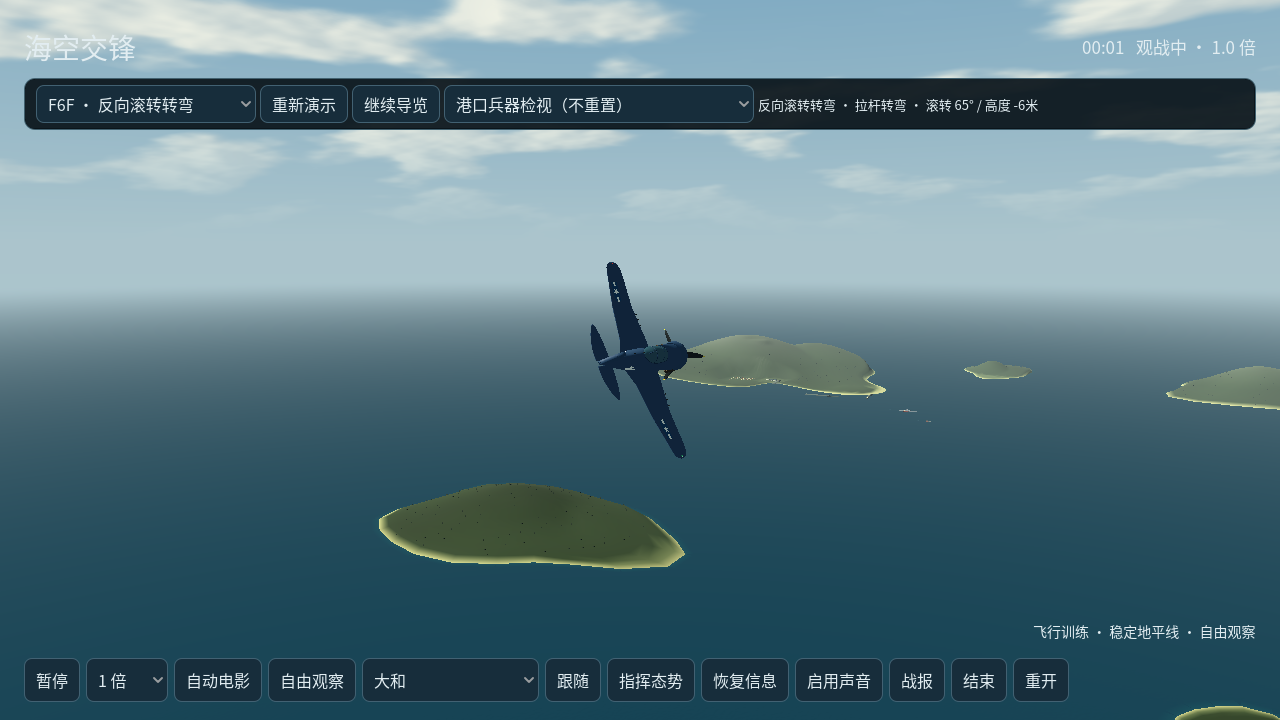 海空交锋
00:01 观战中 · 1.0 倍
F6F · 反向滚转转弯
重新演示
继续导览
港口兵器检视（不重置）
反向滚转转弯 · 拉杆转弯 · 滚转 65° / 高度 -6米
飞行训练 · 稳定地平线 · 自由观察
暂停
1 倍
自动电影
自由观察
大和
跟随
指挥态势
恢复信息
启用声音
战报
结束
重开